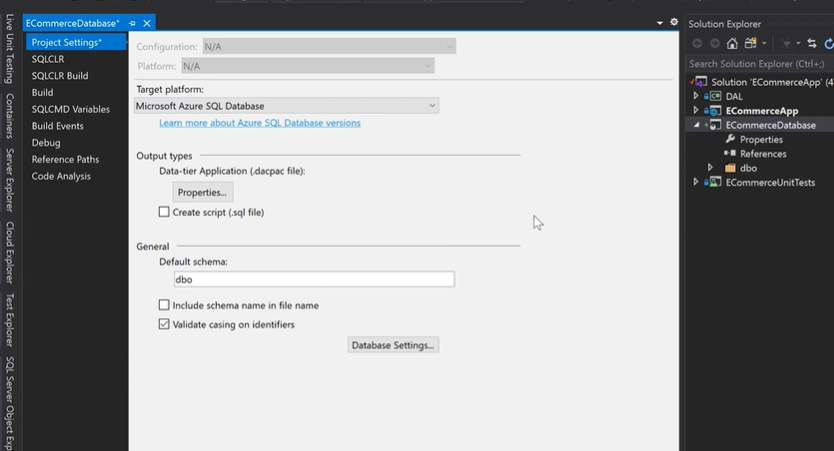 ECommerceDatabase*
Project Settings*
SQLCLR
SQLCLR Build
Build
SQLCMD Variables
Build Events
Debug
Reference Paths
Code Analysis
Live Unit Testing
Containers
Server Explorer
Cloud Explorer
Test Explorer
SQL Server Object Exp
Configuration:
N/A
Platform:
N/A
Target platform:
Microsoft Azure SQL Database
Learn more about Azure SQL Database versions
Output types
Data-tier Application (.dacpac file):
Properties...
Create script (.sql file)
General
Default schema:
dbo
Include schema name in file name
Validate casing on identifiers
Database Settings...
Solution Explorer
Search Solution Explorer (Ctrl+;)
Solution 'ECommerceApp' (4
DAL
ECommerceApp
ECommerceDatabase
Properties
References
dbo
ECommerceUnitTests